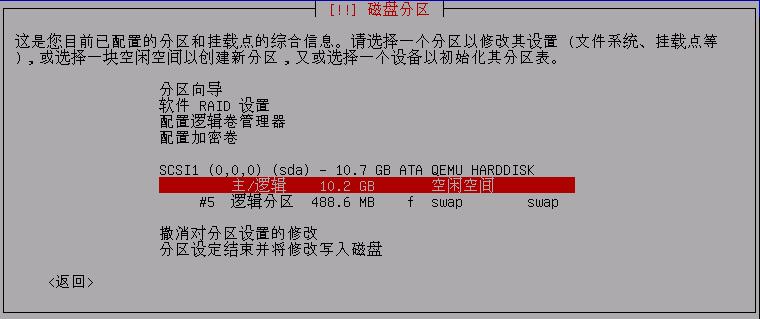 [!!] 磁盘分区
这是您目前已配置的分区和挂载点的综合信息。请选择一个分区以修改其设置 (文件系统、挂载点等
),或选择一块空闲空间以创建新分区,又或选择一个设备以初始化其分区表。
分区向导
软件 RAID 设置
配置逻辑卷管理器
配置加密卷
SCSI1 (0,0,0) (sda) - 10.7 GB ATA QEMU HARDDISK
主/逻辑 10.2 GB 空闲空间
#5 逻辑分区 488.6 MB f swap swap
撤消对分区设置的修改
分区设定结束并将修改写入磁盘
<返回>